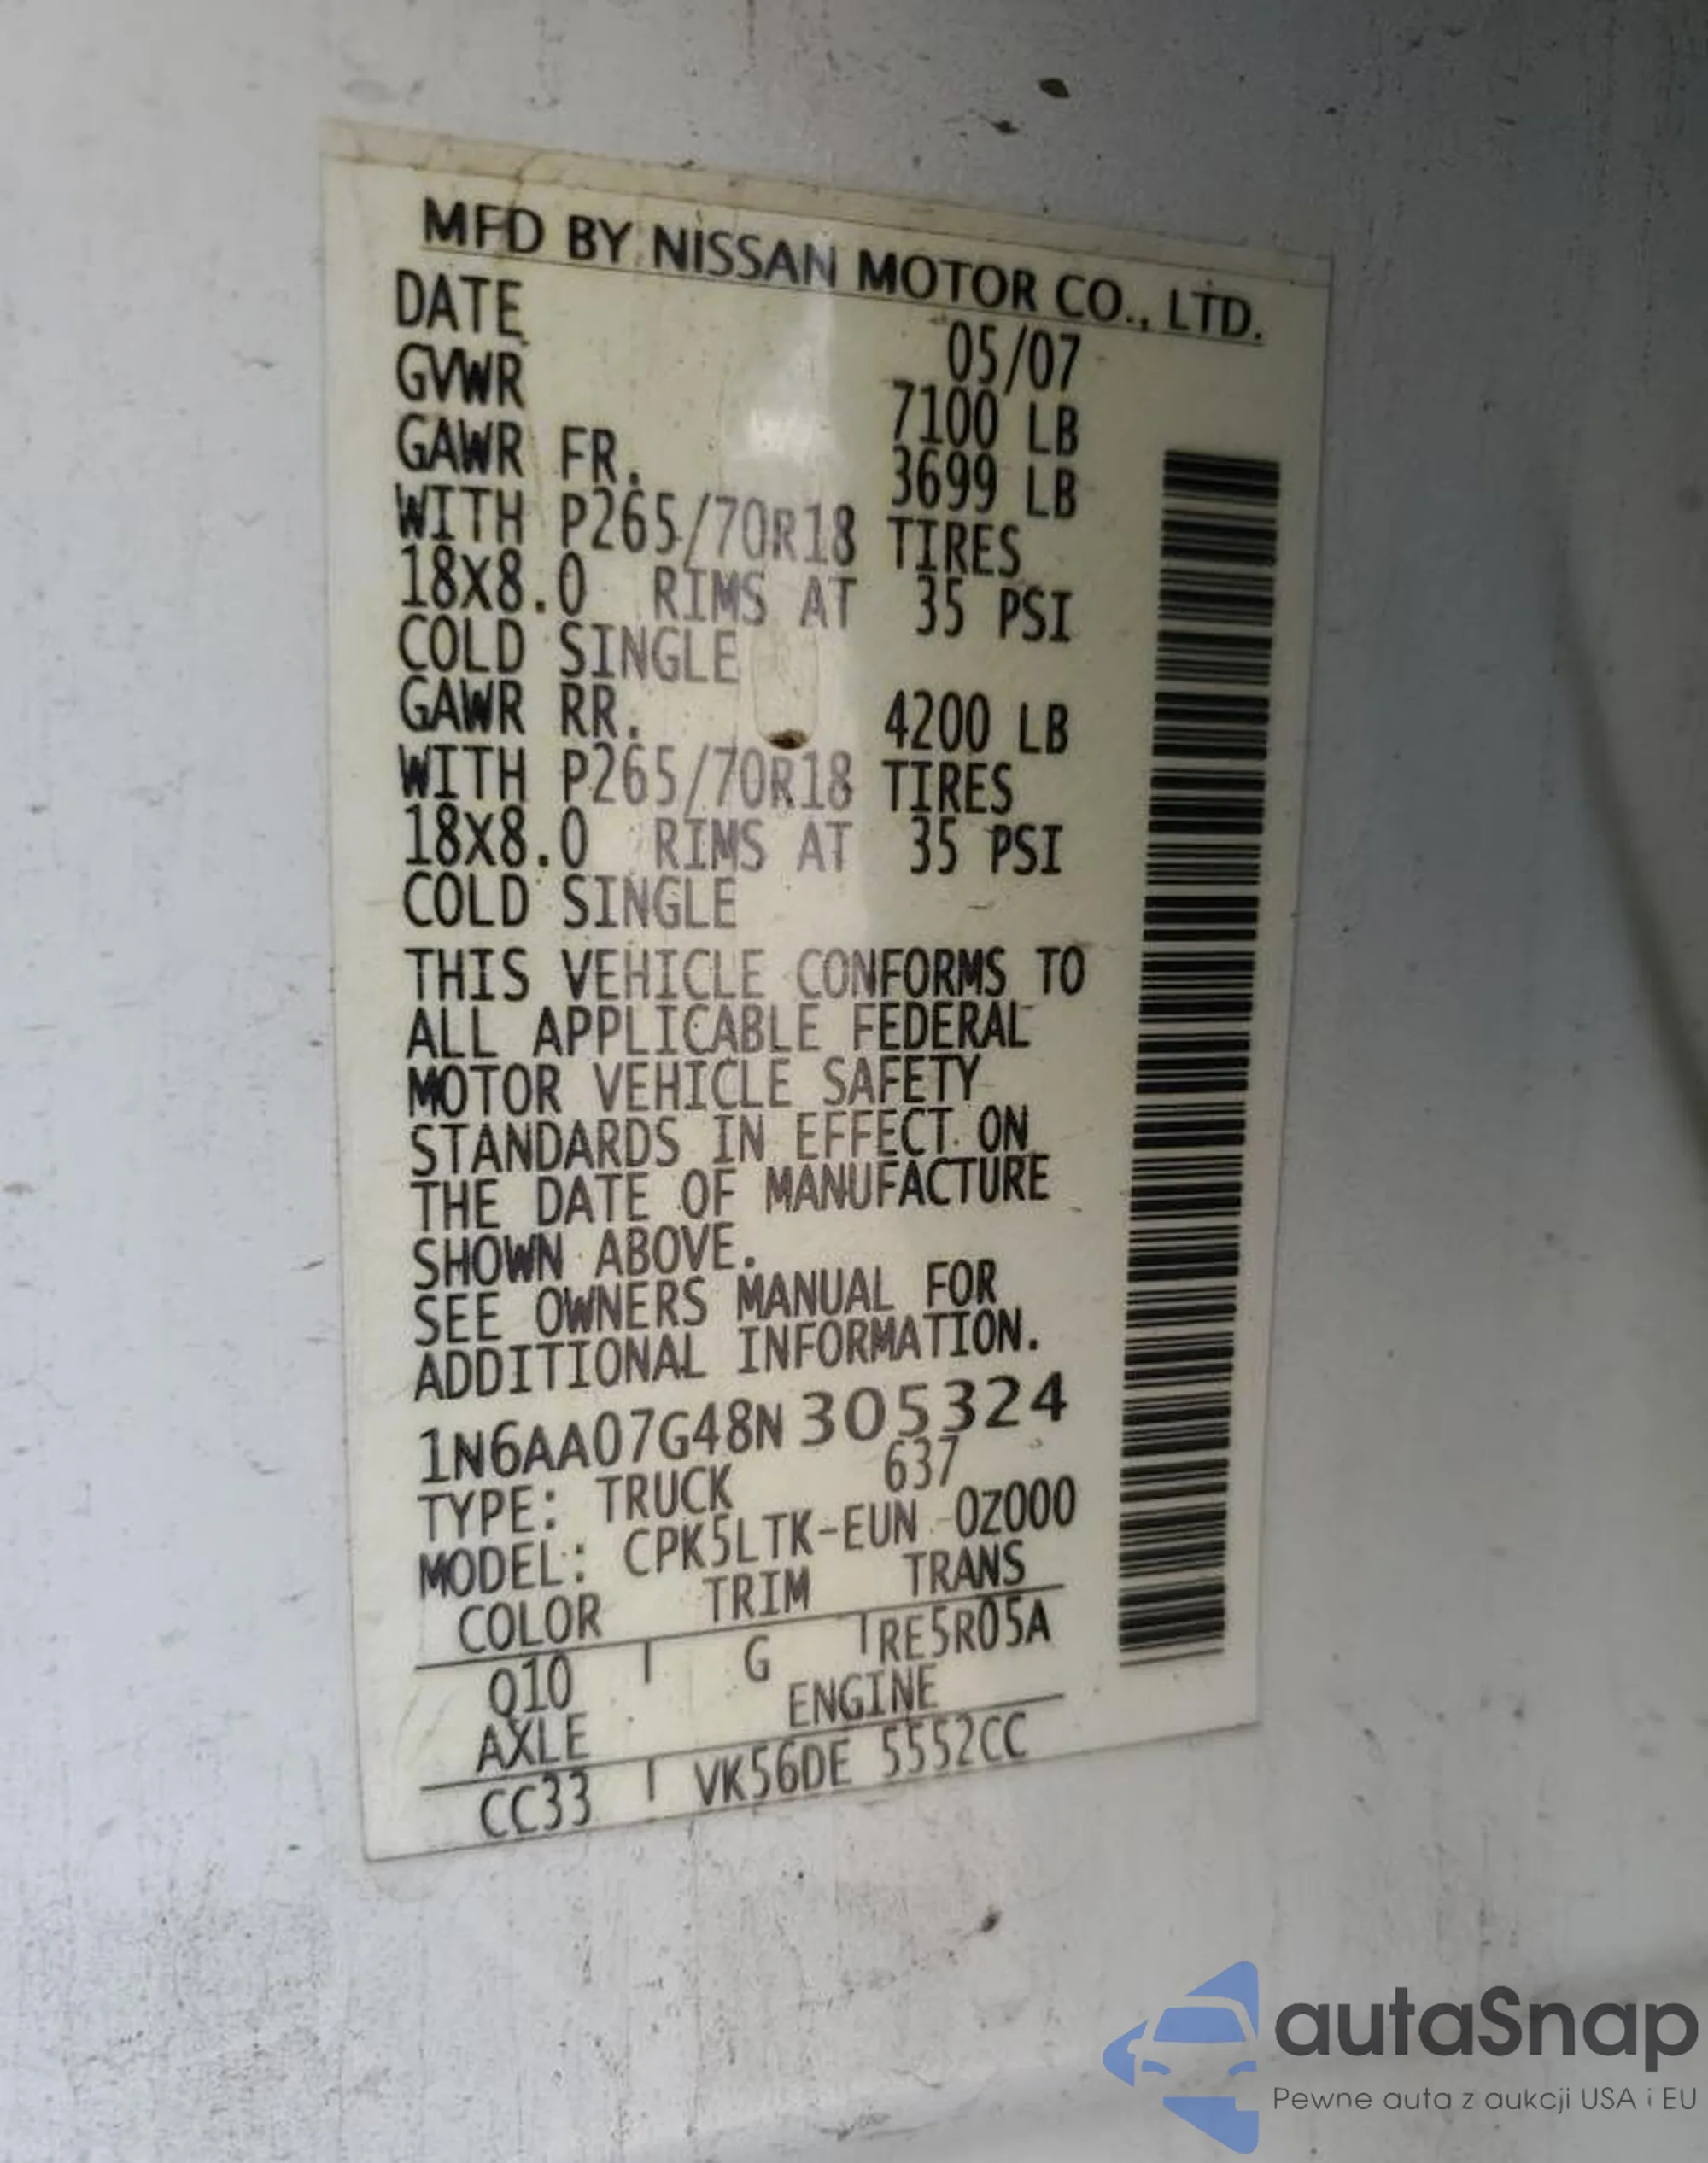 MFD BY NISSAN MOTOR CO., LTD.
DATE 05/07
GVWR 7100 LB
GAWR FR. 3699 LB
WITH P265/70R18 TIRES
18X8.0 RIMS AT 35 PSI
COLD SINGLE
GAWR RR. 4200 LB
WITH P265/70R18 TIRES
18X8.0 RIMS AT 35 PSI
COLD SINGLE
THIS VEHICLE CONFORMS TO
ALL APPLICABLE FEDERAL
MOTOR VEHICLE SAFETY
STANDARDS IN EFFECT ON
THE DATE OF MANUFACTURE
SHOWN ABOVE.
SEE OWNERS MANUAL FOR
ADDITIONAL INFORMATION.
1N6AA07G48N305324
TYPE: TRUCK 637
MODEL: CPK5LTK-EUN 0Z000
COLOR TRIM TRANS
Q10 G RE5R05A
AXLE ENGINE
CC33 VK56DE 5552CC
autaSnap
Pewne auta z aukcji USA i EU